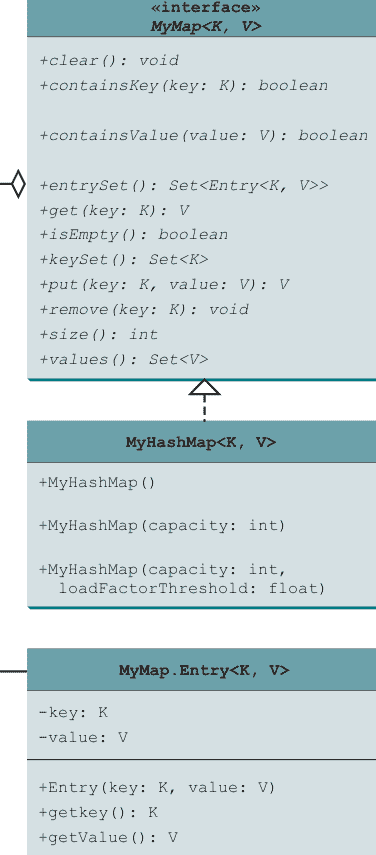 «interface»
MyMap<K, V>
+clear(): void
+containsKey(key: K): boolean
+containsValue(value: V): boolean
+entrySet(): Set<Entry<K, V>>
+get(key: K): V
+isEmpty(): boolean
+keySet(): Set<K>
+put(key: K, value: V): V
+remove(key: K): void
+size(): int
+values(): Set<V>
MyHashMap<K, V>
+MyHashMap()
+MyHashMap(capacity: int)
+MyHashMap(capacity: int,
loadFactorThreshold: float)
MyMap.Entry<K, V>
-key: K
-value: V
+Entry(key: K, value: V)
+getkey(): K
+getValue(): V